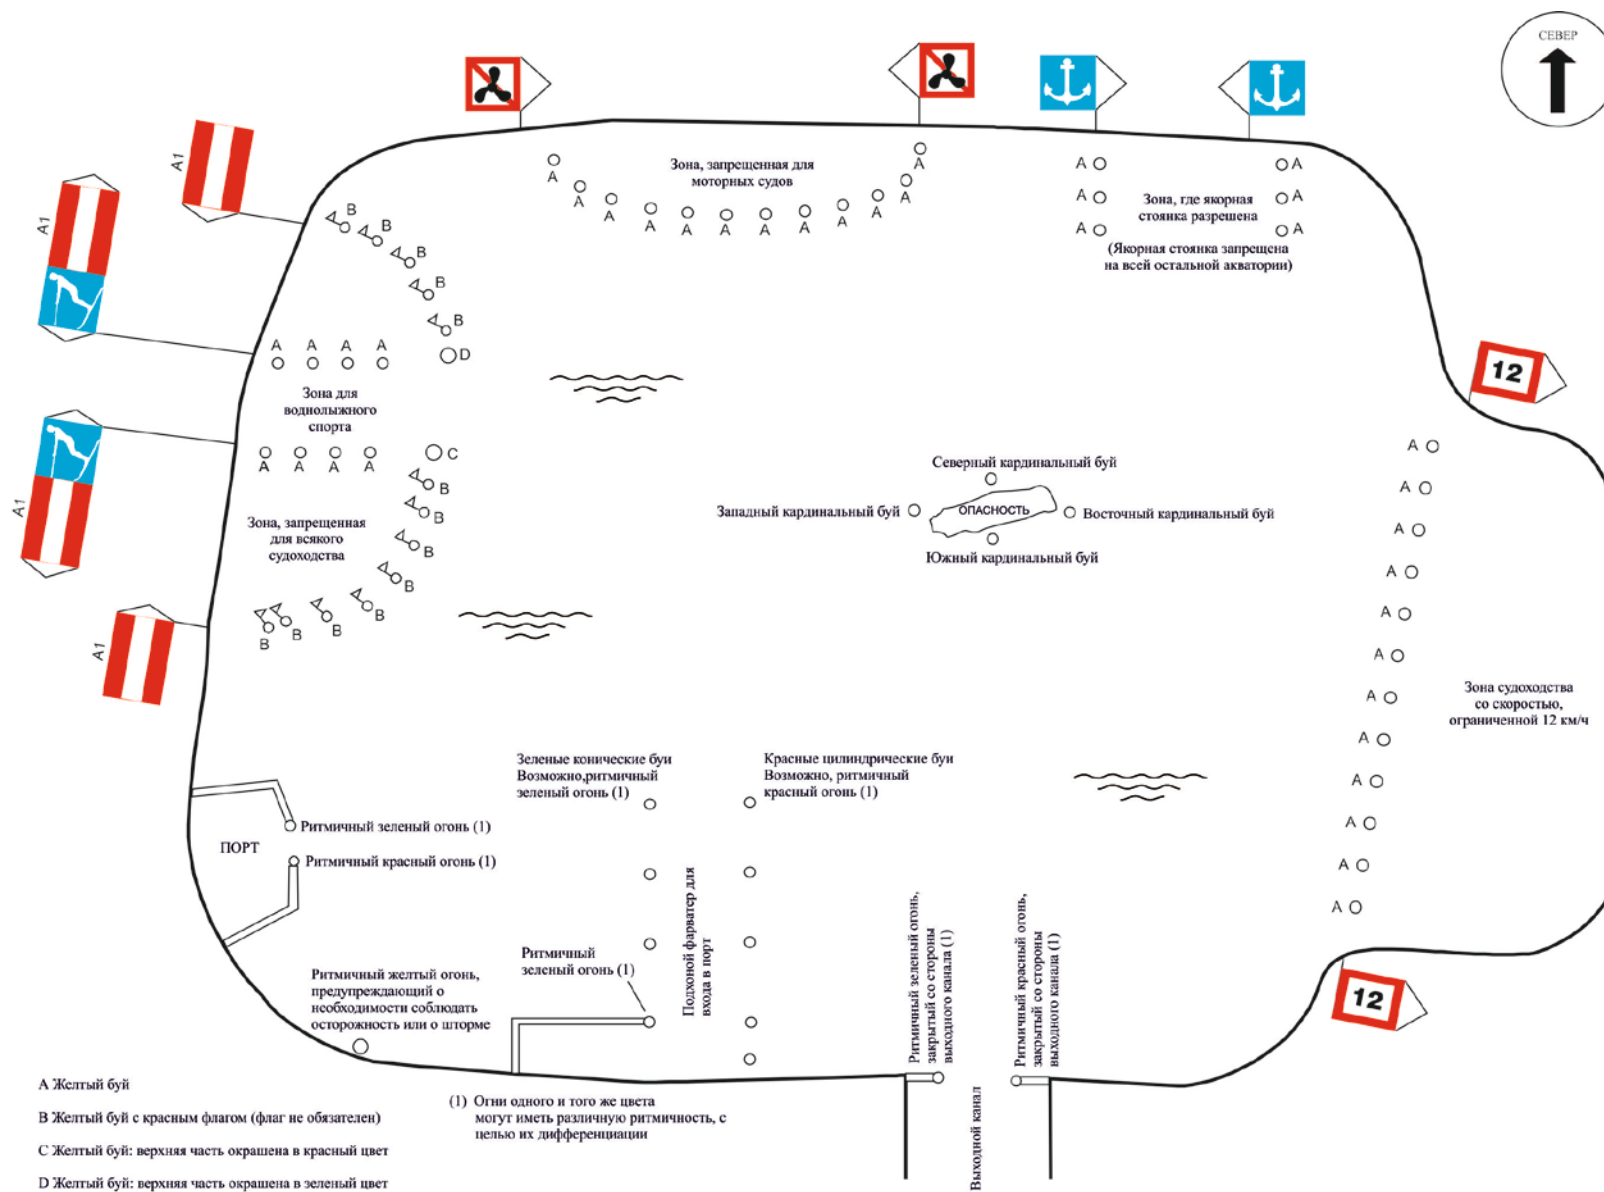 СЕВЕР
A1
A1
A1
A1
Зона, запрещенная для
моторных судов
A
A
A
A
A
A
A
A
A
A
A
A
Зона, где якорная
стоянка разрешена
(Якорная стоянка запрещена
на всей остальной акватории)
A
A
A
A
A
A
B
B
B
B
B
D
A
A
A
A
Зона для
воднолыжного
спорта
A
A
A
A
C
B
B
B
B
B
B
B
B
Зона, запрещенная
для всякого
судоходства
12
Северный кардинальный буй
Западный кардинальный буй
ОПАСНОСТЬ
Восточный кардинальный буй
Южный кардинальный буй
A
A
A
A
A
A
A
A
A
A
A
A
Зона судоходства
со скоростью,
ограниченной 12 км/ч
12
Зеленые конические буи
Возможно,ритмичный
зеленый огонь (1)
Красные цилиндрические буи
Возможно, ритмичный
красный огонь (1)
Ритмичный зеленый огонь (1)
ПОРТ
Ритмичный красный огонь (1)
Подхоной фарватер для
входа в порт
Ритмичный
зеленый огонь (1)
Ритмичный желтый огонь,
предупреждающий о
необходимости соблюдать
осторожность или о шторме
Ритмичный зеленый огонь,
закрытый со стороны
выходного канала (1)
Ритмичный красный огонь,
закрытый со стороны
выходного канала (1)
Выходной канал
A Желтый буй
B Желтый буй с красным флагом (флаг не обязателен)
C Желтый буй: верхняя часть окрашена в красный цвет
D Желтый буй: верхняя часть окрашена в зеленый цвет
(1) Огни одного и того же цвета
могут иметь различную ритмичность, с
целью их дифференциации